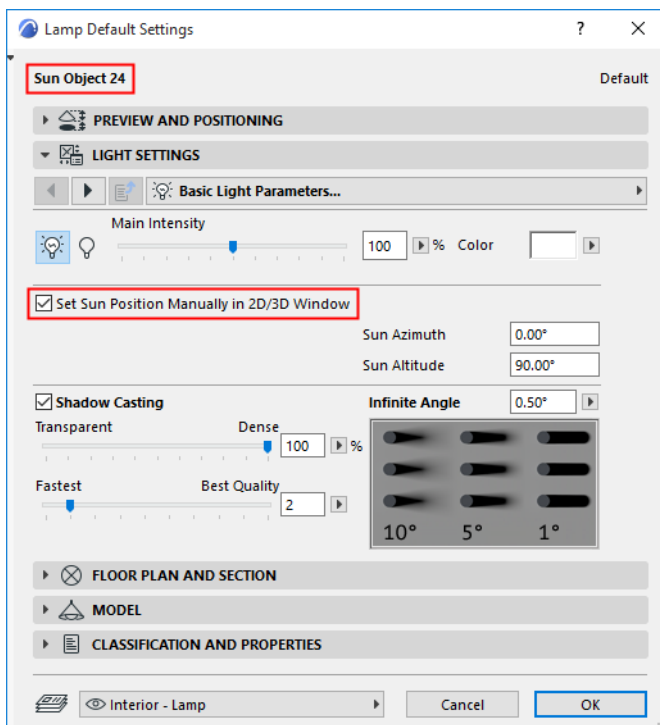 Lamp Default Settings ?
Sun Object 24 Default
PREVIEW AND POSITIONING
LIGHT SETTINGS
Basic Light Parameters...
Main Intensity
100 % Color
Set Sun Position Manually in 2D/3D Window
Sun Azimuth 0.00°
Sun Altitude 90.00°
Shadow Casting Infinite Angle 0.50°
Transparent Dense
100 %
Fastest Best Quality
2
10° 5° 1°
FLOOR PLAN AND SECTION
MODEL
CLASSIFICATION AND PROPERTIES
Interior - Lamp Cancel OK